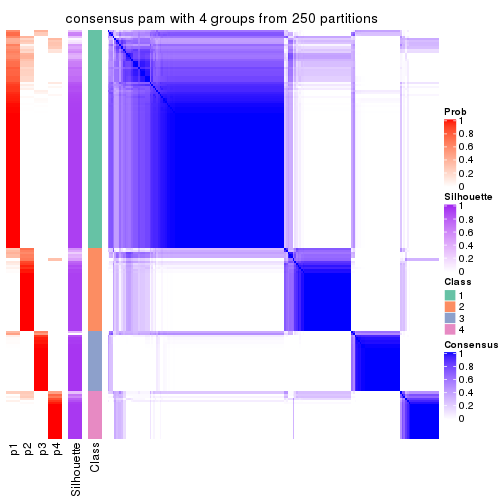 consensus pam with 4 groups from 250 partitions
Prob
1
0.8
0.6
0.4
0.2
0
Silhouette
1
0.8
0.6
0.4
0.2
0
Class
1
2
3
4
Consensus
1
0.8
0.6
0.4
0.2
0
p1
p2
p3
p4
Silhouette
Class